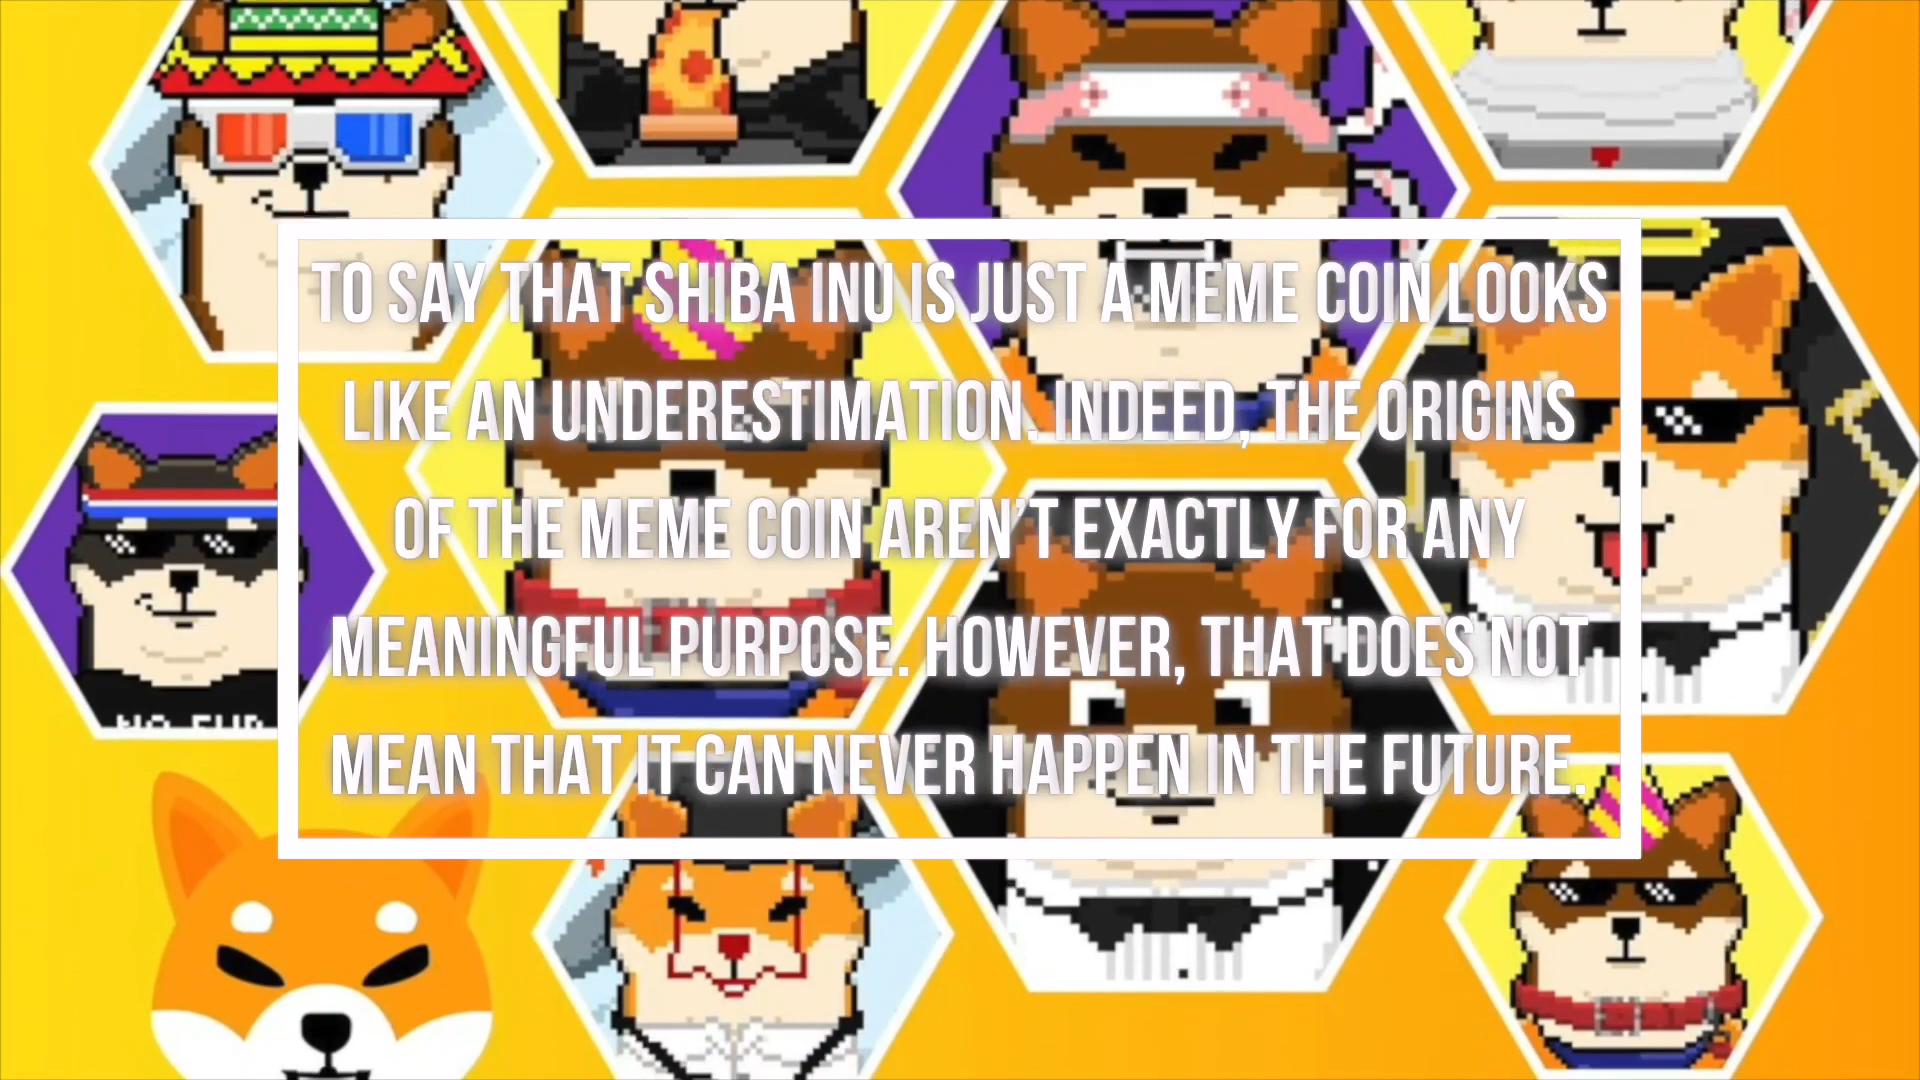 TO SAY THAT SHIBA INU IS JUST A MEME COIN LOOKS
LIKE AN UNDERESTIMATION. INDEED, THE ORIGINS
OF THE MEME COIN AREN'T EXACTLY FOR ANY
MEANINGFUL PURPOSE. HOWEVER, THAT DOES NOT
MEAN THAT IT CAN NEVER HAPPEN IN THE FUTURE.
NO FUD